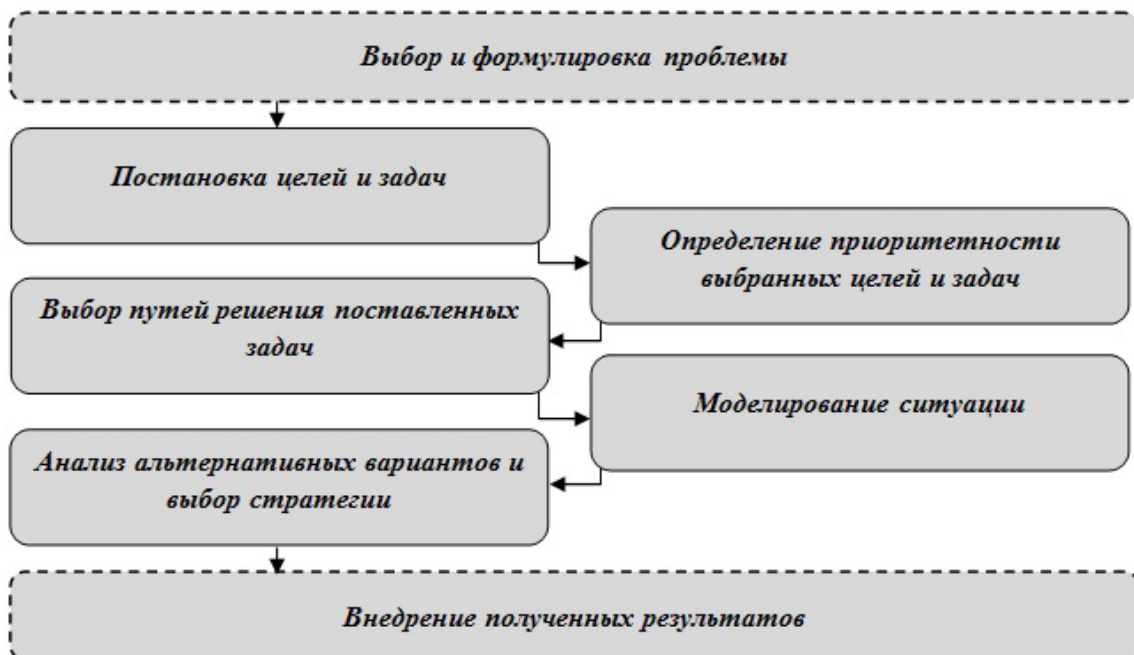 Выбор и формулировка проблемы
Постановка целей и задач
Определение приоритетности
выбранных целей и задач
Выбор путей решения поставленных
задач
Моделирование ситуации
Анализ альтернативных вариантов и
выбор стратегии
Внедрение полученных результатов